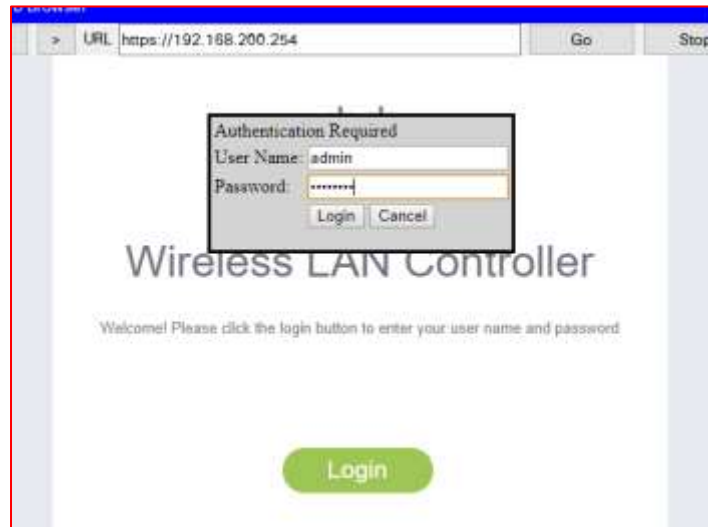 > URL https://192.168.200.254 Go Stop
Authentication Required
User Name: admin
Password: ••••••••
Login Cancel
Wireless LAN Controller
Welcome! Please click the login button to enter your user name and password
Login